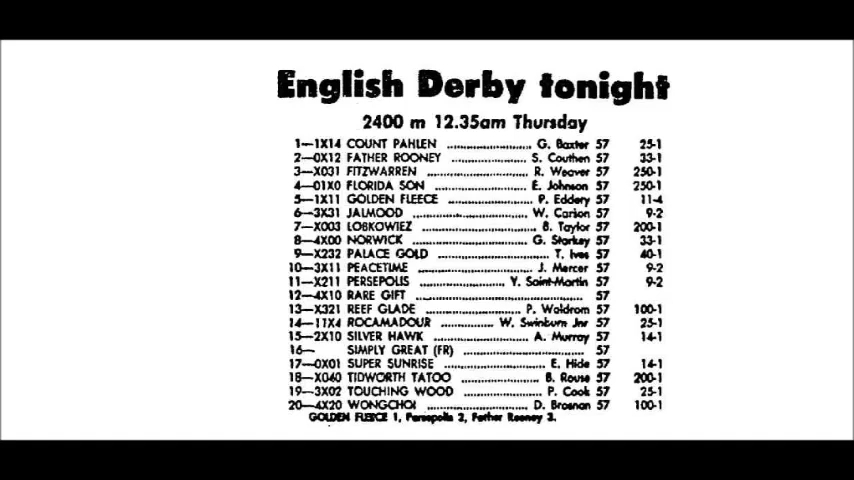 English Derby tonight
2400 m 12.35am Thursday
1—1X14 COUNT PAHLEN ........................ G. Baxter 57 25-1
2—0X12 FATHER ROONEY ..................... S. Couthen 57 33-1
3—X031 FITZWARREN ............................ R. Weaver 250-1
4—01X0 FLORIDA SON .......................... E. Johnson 57 250-1
5—1X11 GOLDEN FLEECE ....................... P. Eddery 57 11-4
6—3X31 JALMOOD ................................. W. Carson 57 9-2
7—X003 LOBKOWIEZ .............................. B. Taylor 57 200-1
8—4X00 NORWICK ................................. G. Starkey 57 33-1
9—X232 PALACE GOLD ............................... T. Ives 57 40-1
10—3X11 PEACETIME ................................ J. Mercer 57 9-2
11—X211 PERSEPOLIS ....................... Y. Saint-Martin 57 9-2
12—4X10 RARE GIFT .............................................. 57
13—X321 REEF GLADE .......................... P. Waldrom 57 100-1
14—11X4 ROCAMADOUR ............... W. Swinburn Jnr 57 25-1
15—2X10 SILVER HAWK .......................... A. Murray 57 14-1
16— SIMPLY GREAT (FR) ................................. 57
17—0X01 SUPER SUNRISE ............................ E. Hide 57 14-1
18—X040 TIDWORTH TATOO ...................... B. Rouse 57 200-1
19—3X02 TOUCHING WOOD ...................... P. Cook 57 25-1
20—4X20 WONGCHOI ............................ D. Brosnan 57 100-1
GOLDEN FLEECE 1, Persepolis 2, Father Rooney 3.